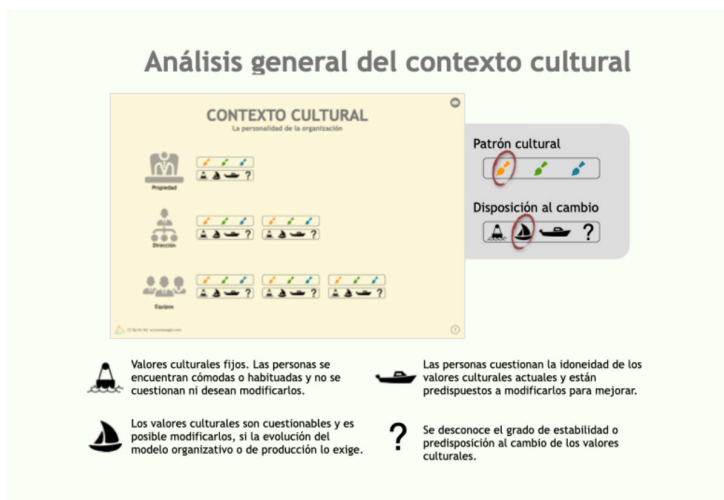 Análisis general del contexto cultural
CONTEXTO CULTURAL
La personalidad de la organización
Propiedad
?
Dirección
? ?
Equipos
? ? ?
Patrón cultural
Disposición al cambio
?
Valores culturales fijos. Las personas se
encuentran cómodas o habituadas y no se
cuestionan ni desean modificarlos.
Los valores culturales son cuestionables y es
posible modificarlos, si la evolución del
modelo organizativo o de producción lo exige.
Las personas cuestionan la idoneidad de los
valores culturales actuales y están
predispuestos a modificarlos para mejorar.
?
Se desconoce el grado de estabilidad o
predisposición al cambio de los valores
culturales.